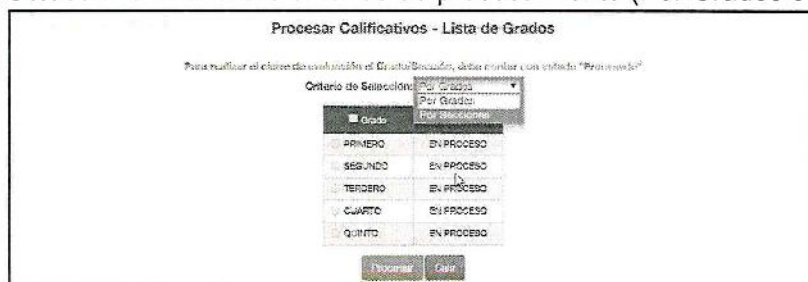 Procesar Calificativos - Lista de Grados
Para realizar el cierre de evaluación el Grado/Sección, debe contar con estado "Procesado"
Criterio de Selección: Por Grados
Por Grados
Por Secciones
Grado
PRIMERO EN PROCESO
SEGUNDO EN PROCESO
TERCERO EN PROCESO
CUARTO EN PROCESO
QUINTO EN PROCESO
Procesar Salir